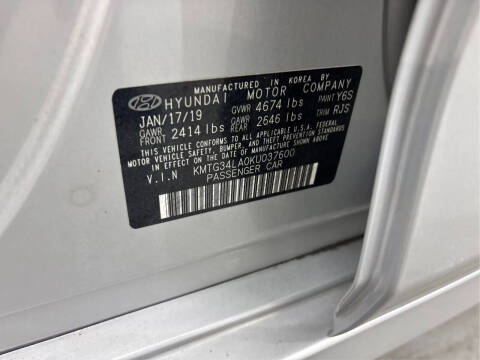 MANUFACTURED IN KOREA BY
HYUNDAI MOTOR COMPANY
JAN/17/19 GVWR 4674 lbs PAINT Y6S
GAWR FRONT 2414 lbs GAWR REAR 2646 lbs TRIM RJS
THIS VEHICLE CONFORMS TO ALL APPLICABLE U.S.A. FEDERAL
MOTOR VEHICLE SAFETY, BUMPER, AND THEFT PREVENTION
STANDARDS IN EFFECT ON THE DATE OF MANUFACTURE SHOWN ABOVE.
V.I.N KMTG34LA0KU037600
PASSENGER CAR